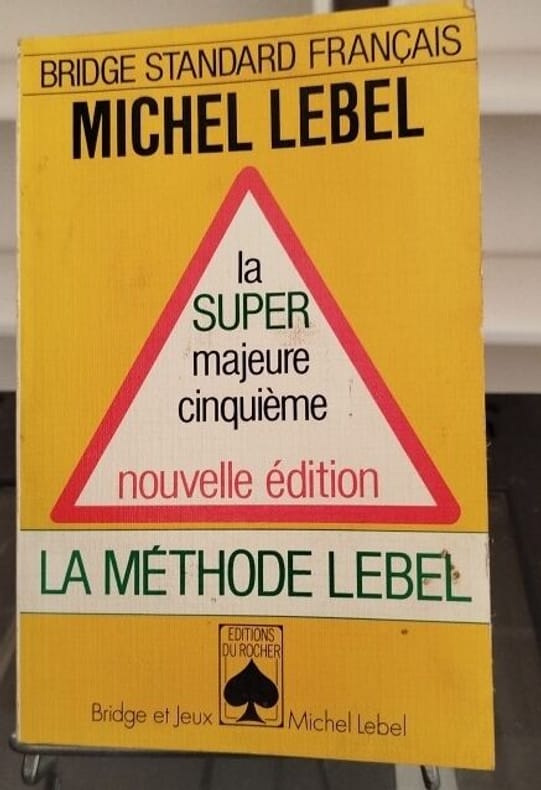 BRIDGE STANDARD FRANÇAIS
MICHEL LEBEL
la
SUPER
majeure
cinquième
nouvelle édition
LA MÉTHODE LEBEL
EDITIONS
DU ROCHER
Bridge et Jeux Michel Lebel